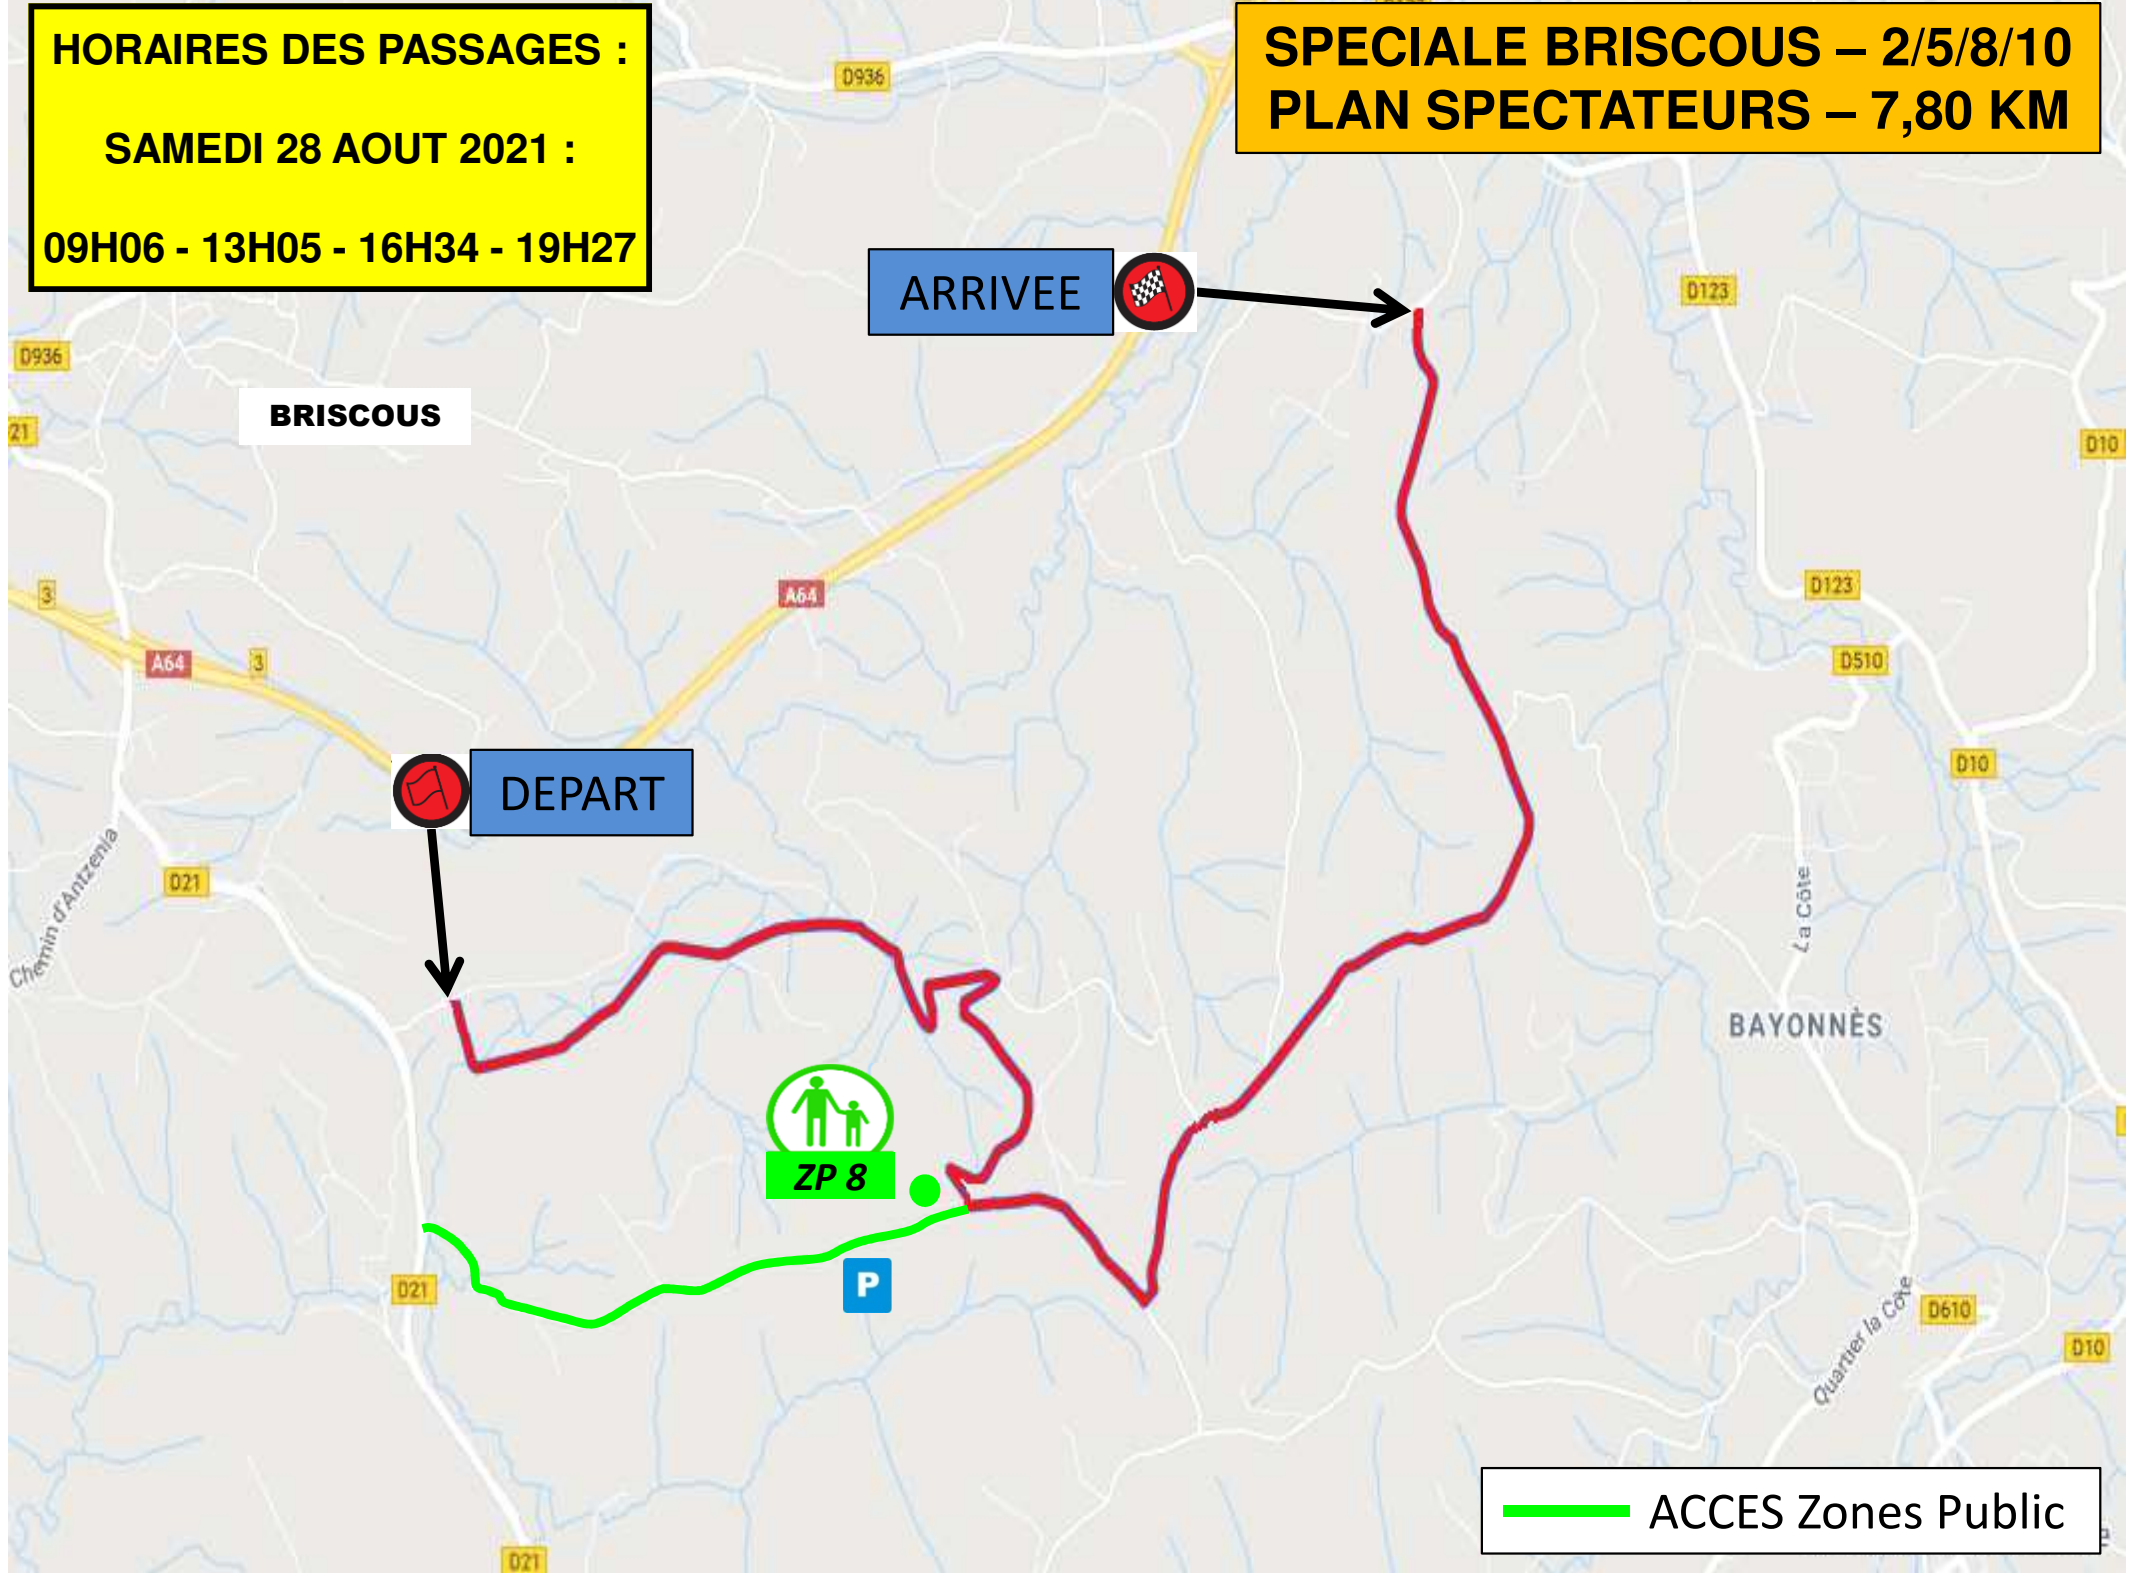 HORAIRES DES PASSAGES :
SAMEDI 28 AOUT 2021 :
09H06 - 13H05 - 16H34 - 19H27
SPECIALE BRISCOUS – 2/5/8/10
PLAN SPECTATEURS – 7,80 KM
D936
ARRIVEE
D123
D936
BRISCOUS
21
D10
3
A64
D123
A64
3
D510
DEPART
D10
Chemin d'Antzenia
D21
La Côte
BAYONNÈS
ZP 8
P
D21
Quartier la Côte
D610
D10
ACCES Zones Public
D21